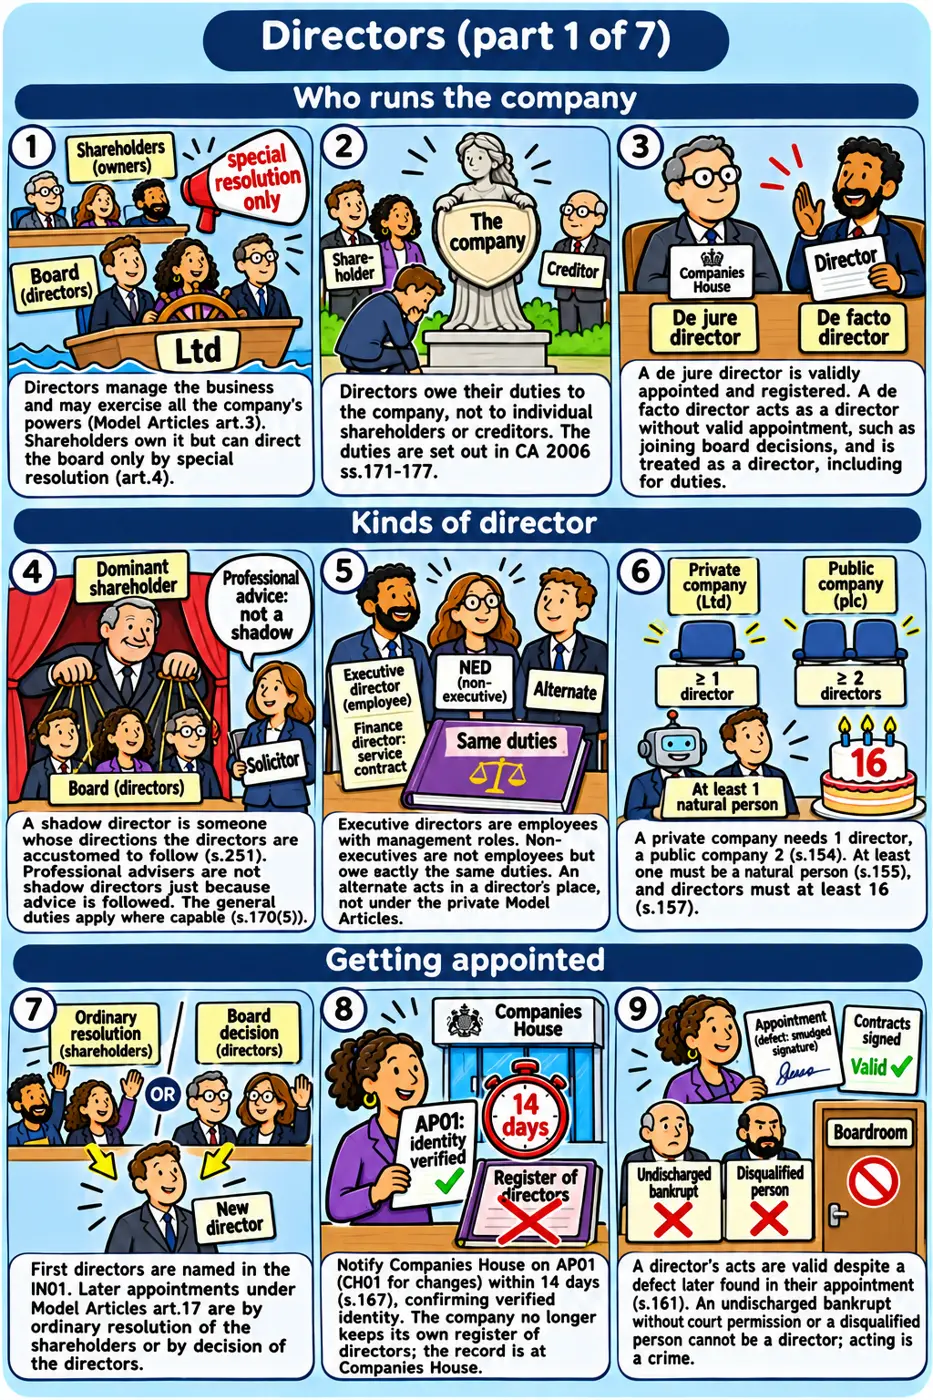 Directors (part 1 of 7)
Who runs the company
1
Shareholders
(owners)
special
resolution
only
Board
(directors)
Ltd
Directors manage the business
and may exercise all the company's
powers (Model Articles art.3).
Shareholders own it but can direct
the board only by special
resolution (art.4).
2
Share-
holder
The
company
Creditor
Directors owe their duties to
the company, not to individual
shareholders or creditors. The
duties are set out in CA 2006
ss.171-177.
3
Companies
House
Director
De jure
director
De facto
director
A de jure director is validly
appointed and registered. A de
facto director acts as a director
without valid appointment, such as
joining board decisions, and is
treated as a director, including
for duties.
Kinds of director
4
Dominant
shareholder
Professional
advice:
not a
shadow
Solicitor
Board (directors)
A shadow director is someone
whose directions the directors are
accustomed to follow (s.251).
Professional advisers are not
shadow directors just because
advice is followed. The general
duties apply where capable (s.170(5)).
5
Executive
director
(employee)
Finance
director:
service
contract
NED
(non-
executive)
Alternate
Same duties
Executive directors are employees
with management roles. Non-
executives are not employees but
owe eactly the same duties. An
alternate acts in a director's place,
not under the private Model
Articles.
6
Private
company
(Ltd)
Public
company
(plc)
≥ 1
director
≥ 2
directors
At least 1
natural person
16
A private company needs 1 director,
a public company 2 (s.154). At least
one must be a natural person (s.155),
and directors must at least 16
(s.157).
Getting appointed
7
Ordinary
resolution
(shareholders)
OR
Board
decision
(directors)
New
director
First directors are named in the
IN01. Later appointments under
Model Articles art.17 are by
ordinary resolution of the
shareholders or by decision of
the directors.
8
Companies
House
AP01:
identity
verified
14
days
Register of
directors
Notify Companies House on AP01
(CH01 for changes) within 14 days
(s.167), confirming verified
identity. The company no longer
keeps its own register of
directors; the record is at
Companies House.
9
Appointment
(defect: smudged
signature)
Contracts
signed
Valid
Undischarged
bankrupt
Disqualified
person
Boardroom
A director's acts are valid despite a
defect later found in their appointment
(s.161). An undischarged bankrupt
without court permission or a disqualified
person cannot be a director; acting is
a crime.